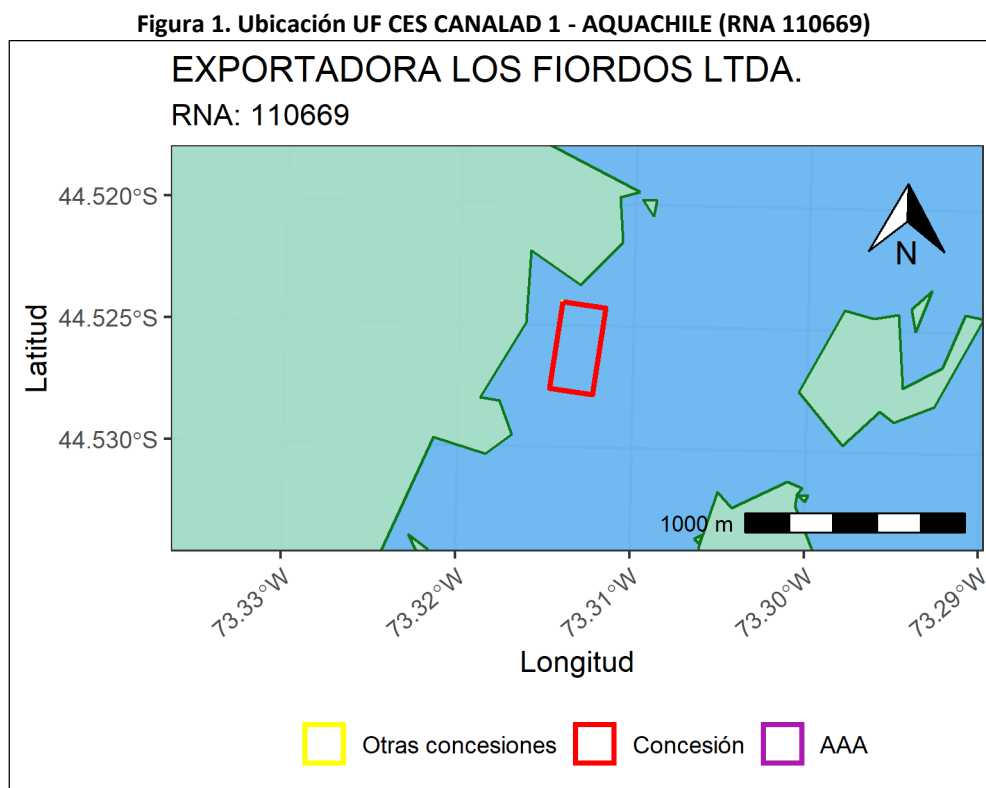 Figura 1. Ubicación UF CES CANALAD 1 - AQUACHILE (RNA 110669)
EXPORTADORA LOS FIORDOS LTDA.
RNA: 110669
44.520°S
44.525°S
44.530°S
Latitud
N
1000 m
73.33°W
73.32°W
73.31°W
73.30°W
73.29°W
Longitud
Otras concesiones
Concesión
AAA